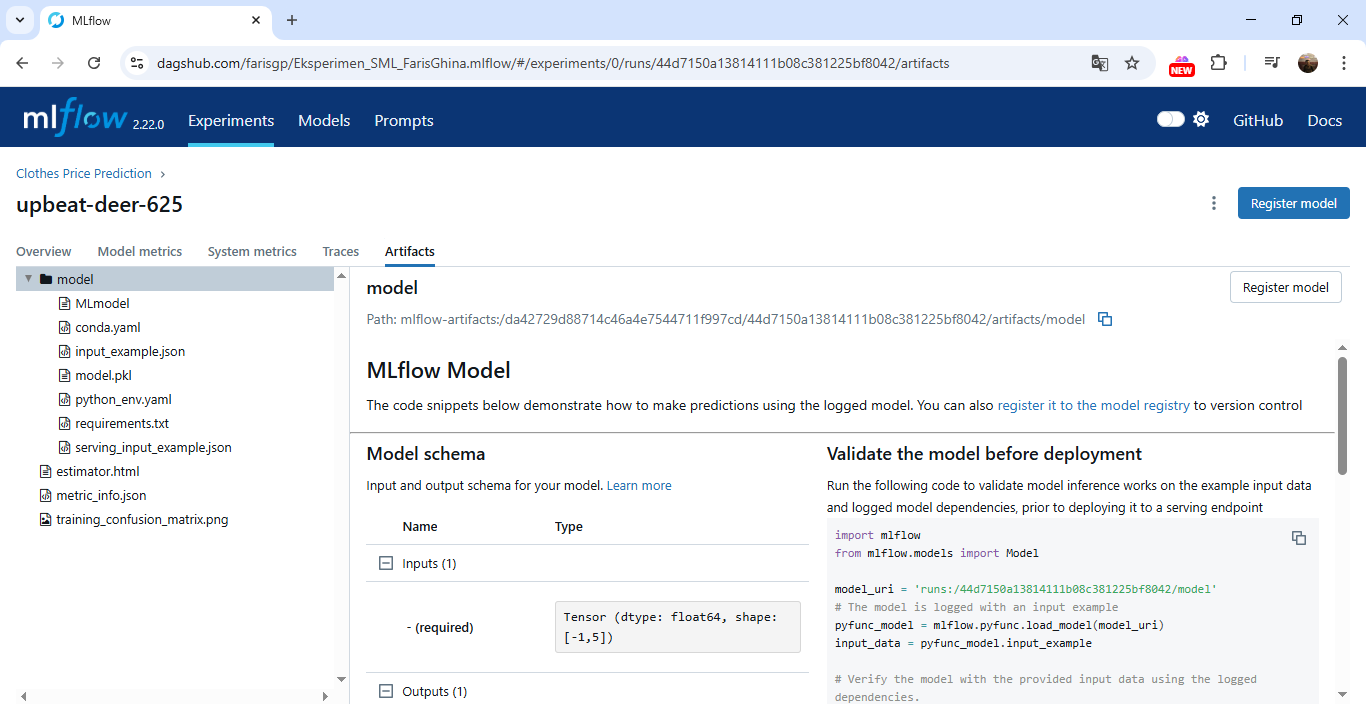 MLflow
dagshub.com/farisgp/Eksperimen_SML_FarisGhina.mlflow/#/experiments/0/runs/44d7150a13814111b08c381225bf8042/artifacts
NEW
mlflow 2.22.0 Experiments Models Prompts GitHub Docs
Clothes Price Prediction
upbeat-deer-625
Register model
Overview Model metrics System metrics Traces Artifacts
model
MLmodel
conda.yaml
input_example.json
model.pkl
python_env.yaml
requirements.txt
serving_input_example.json
estimator.html
metric_info.json
training_confusion_matrix.png
model
Register model
Path: mlflow-artifacts:/da42729d88714c46a4e7544711f997cd/44d7150a13814111b08c381225bf8042/artifacts/model
MLflow Model
The code snippets below demonstrate how to make predictions using the logged model. You can also register it to the model registry to version control
Model schema
Input and output schema for your model. Learn more
Name Type
Inputs (1)
- (required)
Tensor (dtype: float64, shape:
[-1,5])
Outputs (1)
Validate the model before deployment
Run the following code to validate model inference works on the example input data
and logged model dependencies, prior to deploying it to a serving endpoint
import mlflow
from mlflow.models import Model
model_uri = 'runs:/44d7150a13814111b08c381225bf8042/model'
# The model is logged with an input example
pyfunc_model = mlflow.pyfunc.load_model(model_uri)
input_data = pyfunc_model.input_example
# Verify the model with the provided input data using the logged
dependencies.